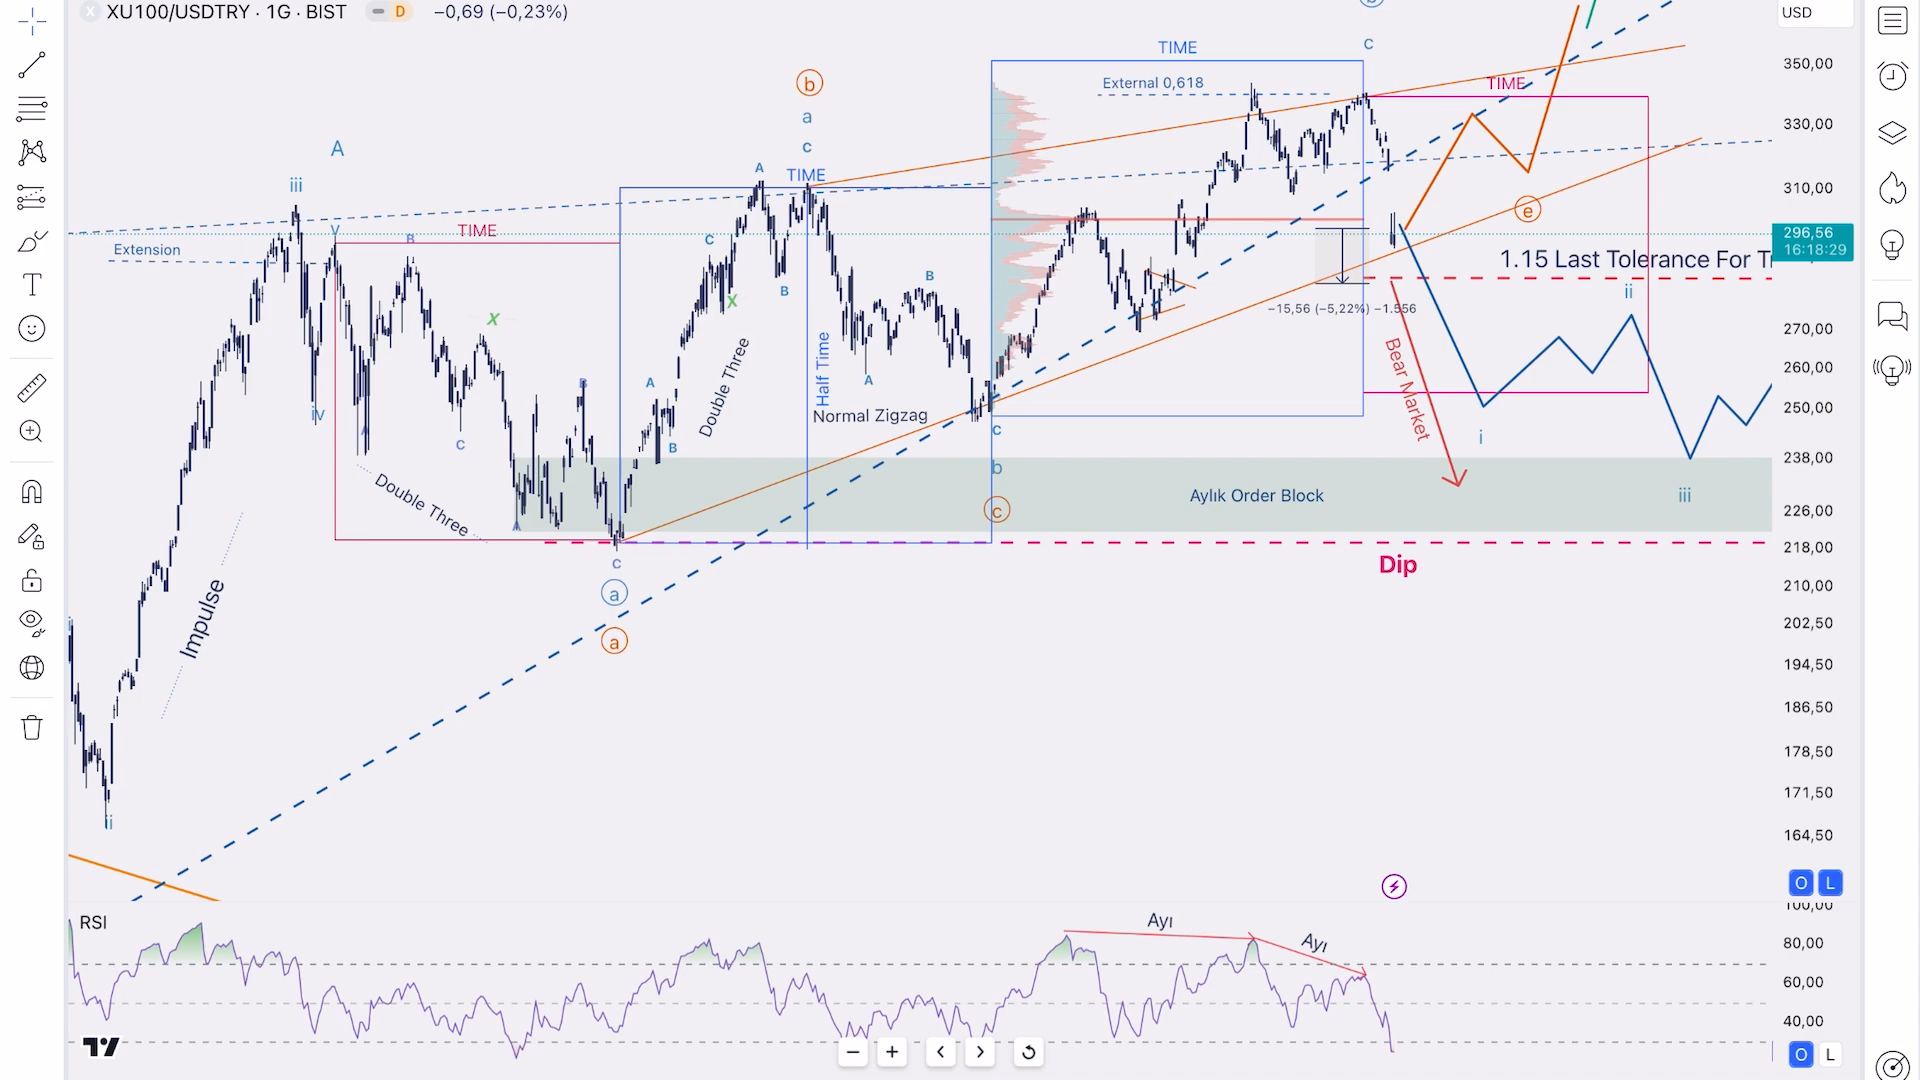 XU100/USDTRY · 1G · BIST
D
−0,69 (−0,23%)
USD
350,00
330,00
310,00
296,56
16:18:29
270,00
260,00
250,00
238,00
226,00
218,00
210,00
202,50
194,50
186,50
178,50
171,50
164,50
TIME
c
External 0,618
TIME
b
a
c
TIME
A
A
iii
v
B
TIME
Extension
C
B
B
X
X
iv
A
C
B
A
B
A
Double Three
Half Time
Normal Zigzag
Double Three
A
C
b
c
c
a
a
Impulse
ii
e
1.15 Last Tolerance For T
−15,56 (−5,22%) −1.556
Bear Market
ii
i
iii
Aylık Order Block
Dip
O
L
RSI
Ayı
Ayı
100,00
80,00
60,00
40,00
O
L